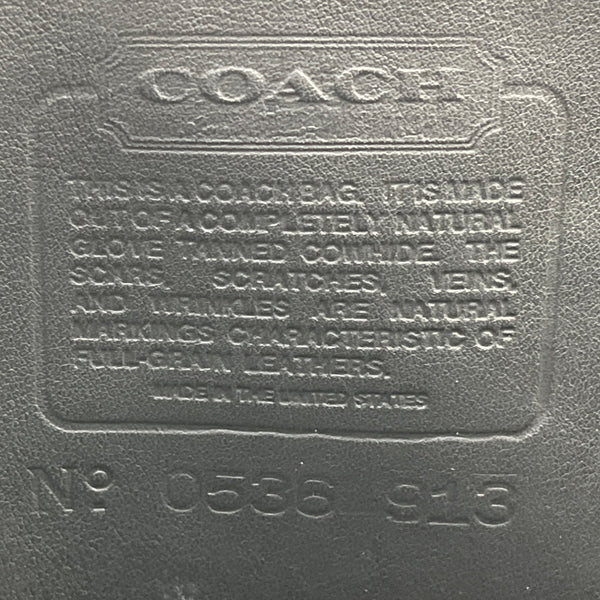 COACH
THIS IS A COACH BAG. IT IS MADE
OUT OF A COMPLETELY NATURAL
GLOVE TANNED COWHIDE. THE
SCARS, SCRATCHES, VEINS,
AND WRINKLES ARE NATURAL
MARKINGS CHARACTERISTIC OF
FULL-GRAIN LEATHERS.
MADE IN THE UNITED STATES
Nº 0536 913